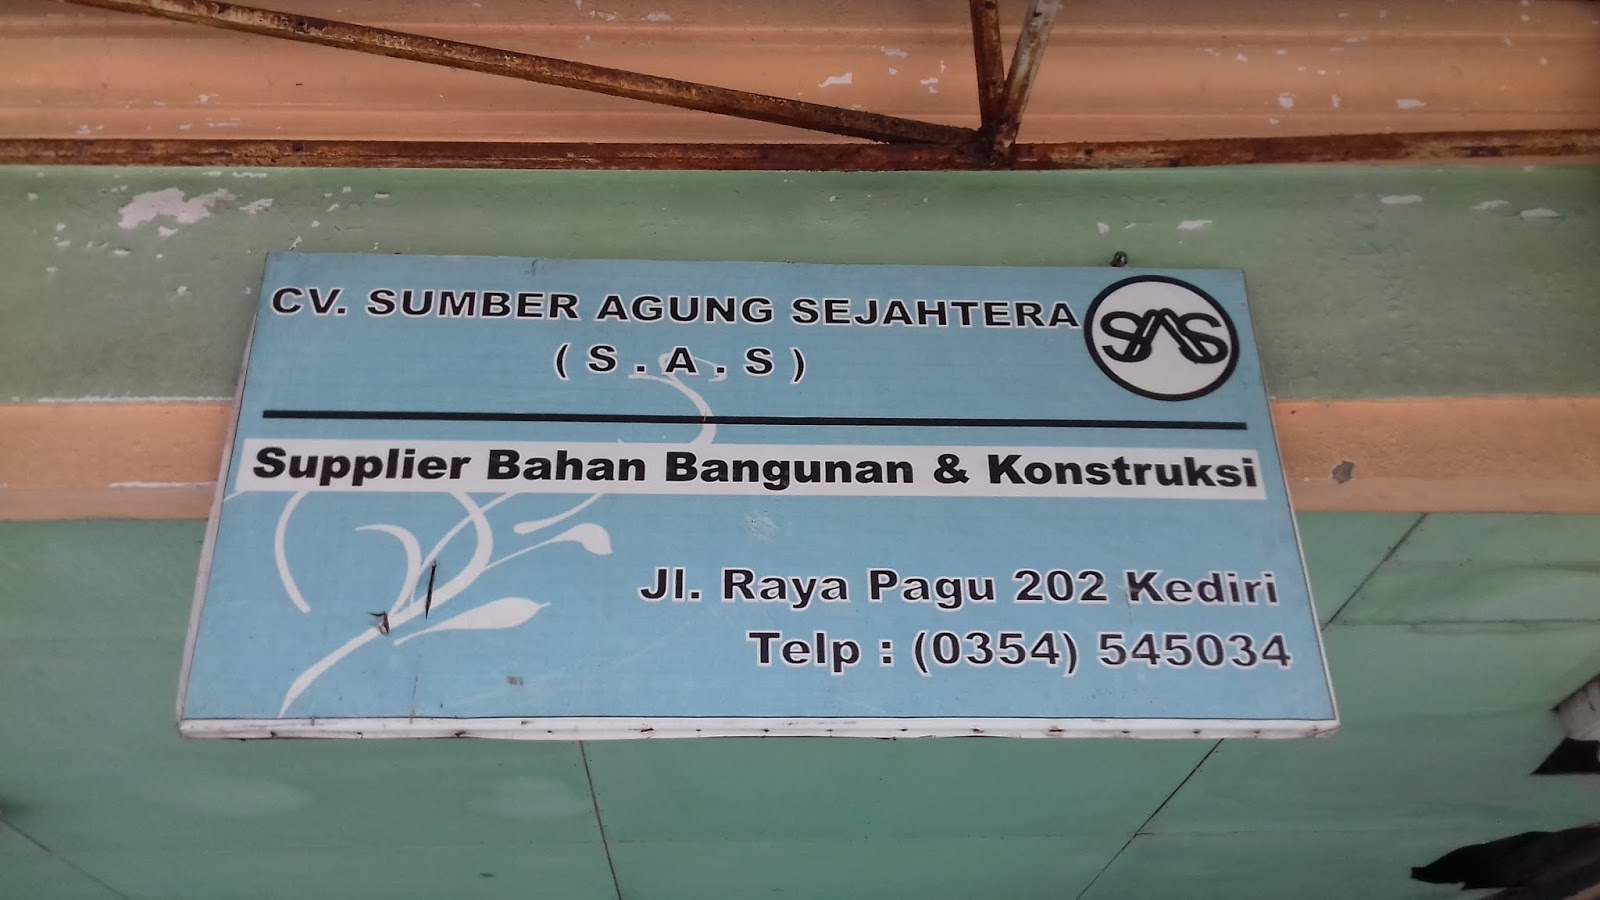 CV. SUMBER AGUNG SEJAHTERA
( S . A . S )
SAS
Supplier Bahan Bangunan & Konstruksi
Jl. Raya Pagu 202 Kediri
Telp : (0354) 545034